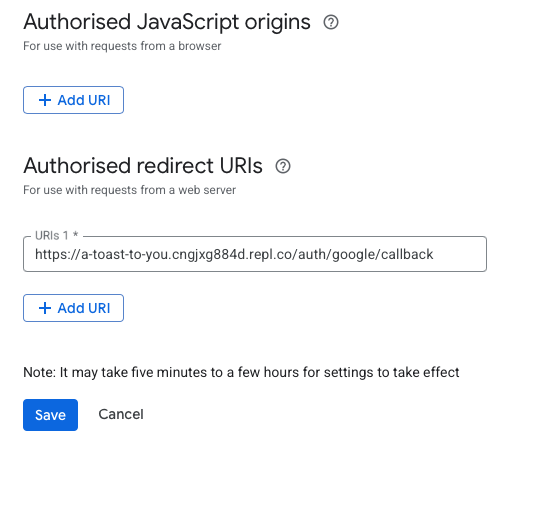 Authorised JavaScript origins
For use with requests from a browser
+ Add URI
Authorised redirect URIs
For use with requests from a web server
URIs 1 *
https://a-toast-to-you.cngjxg884d.repl.co/auth/google/callback
+ Add URI
Note: It may take five minutes to a few hours for settings to take effect
Save Cancel